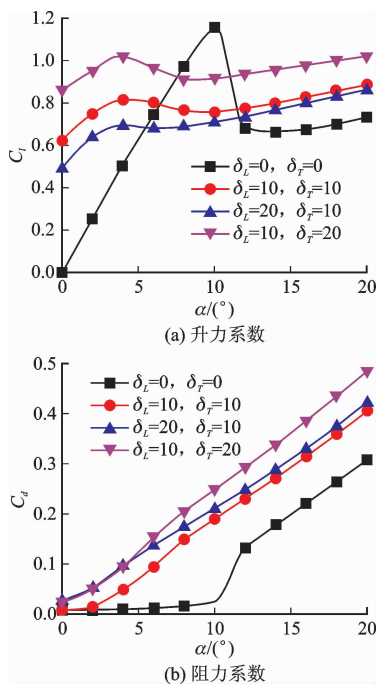 1.2
1.0
0.8
0.6
0.4
0.2
0.0
C_l
δ_L=0，δ_T=0
δ_L=10，δ_T=10
δ_L=20，δ_T=10
δ_L=10，δ_T=20
0 5 10 15 20
α/(°)
(a) 升力系数
0.5
0.4
0.3
0.2
0.1
0.0
C_d
δ_L=0，δ_T=0
δ_L=10，δ_T=10
δ_L=20，δ_T=10
δ_L=10，δ_T=20
0 5 10 15 20
α/(°)
(b) 阻力系数